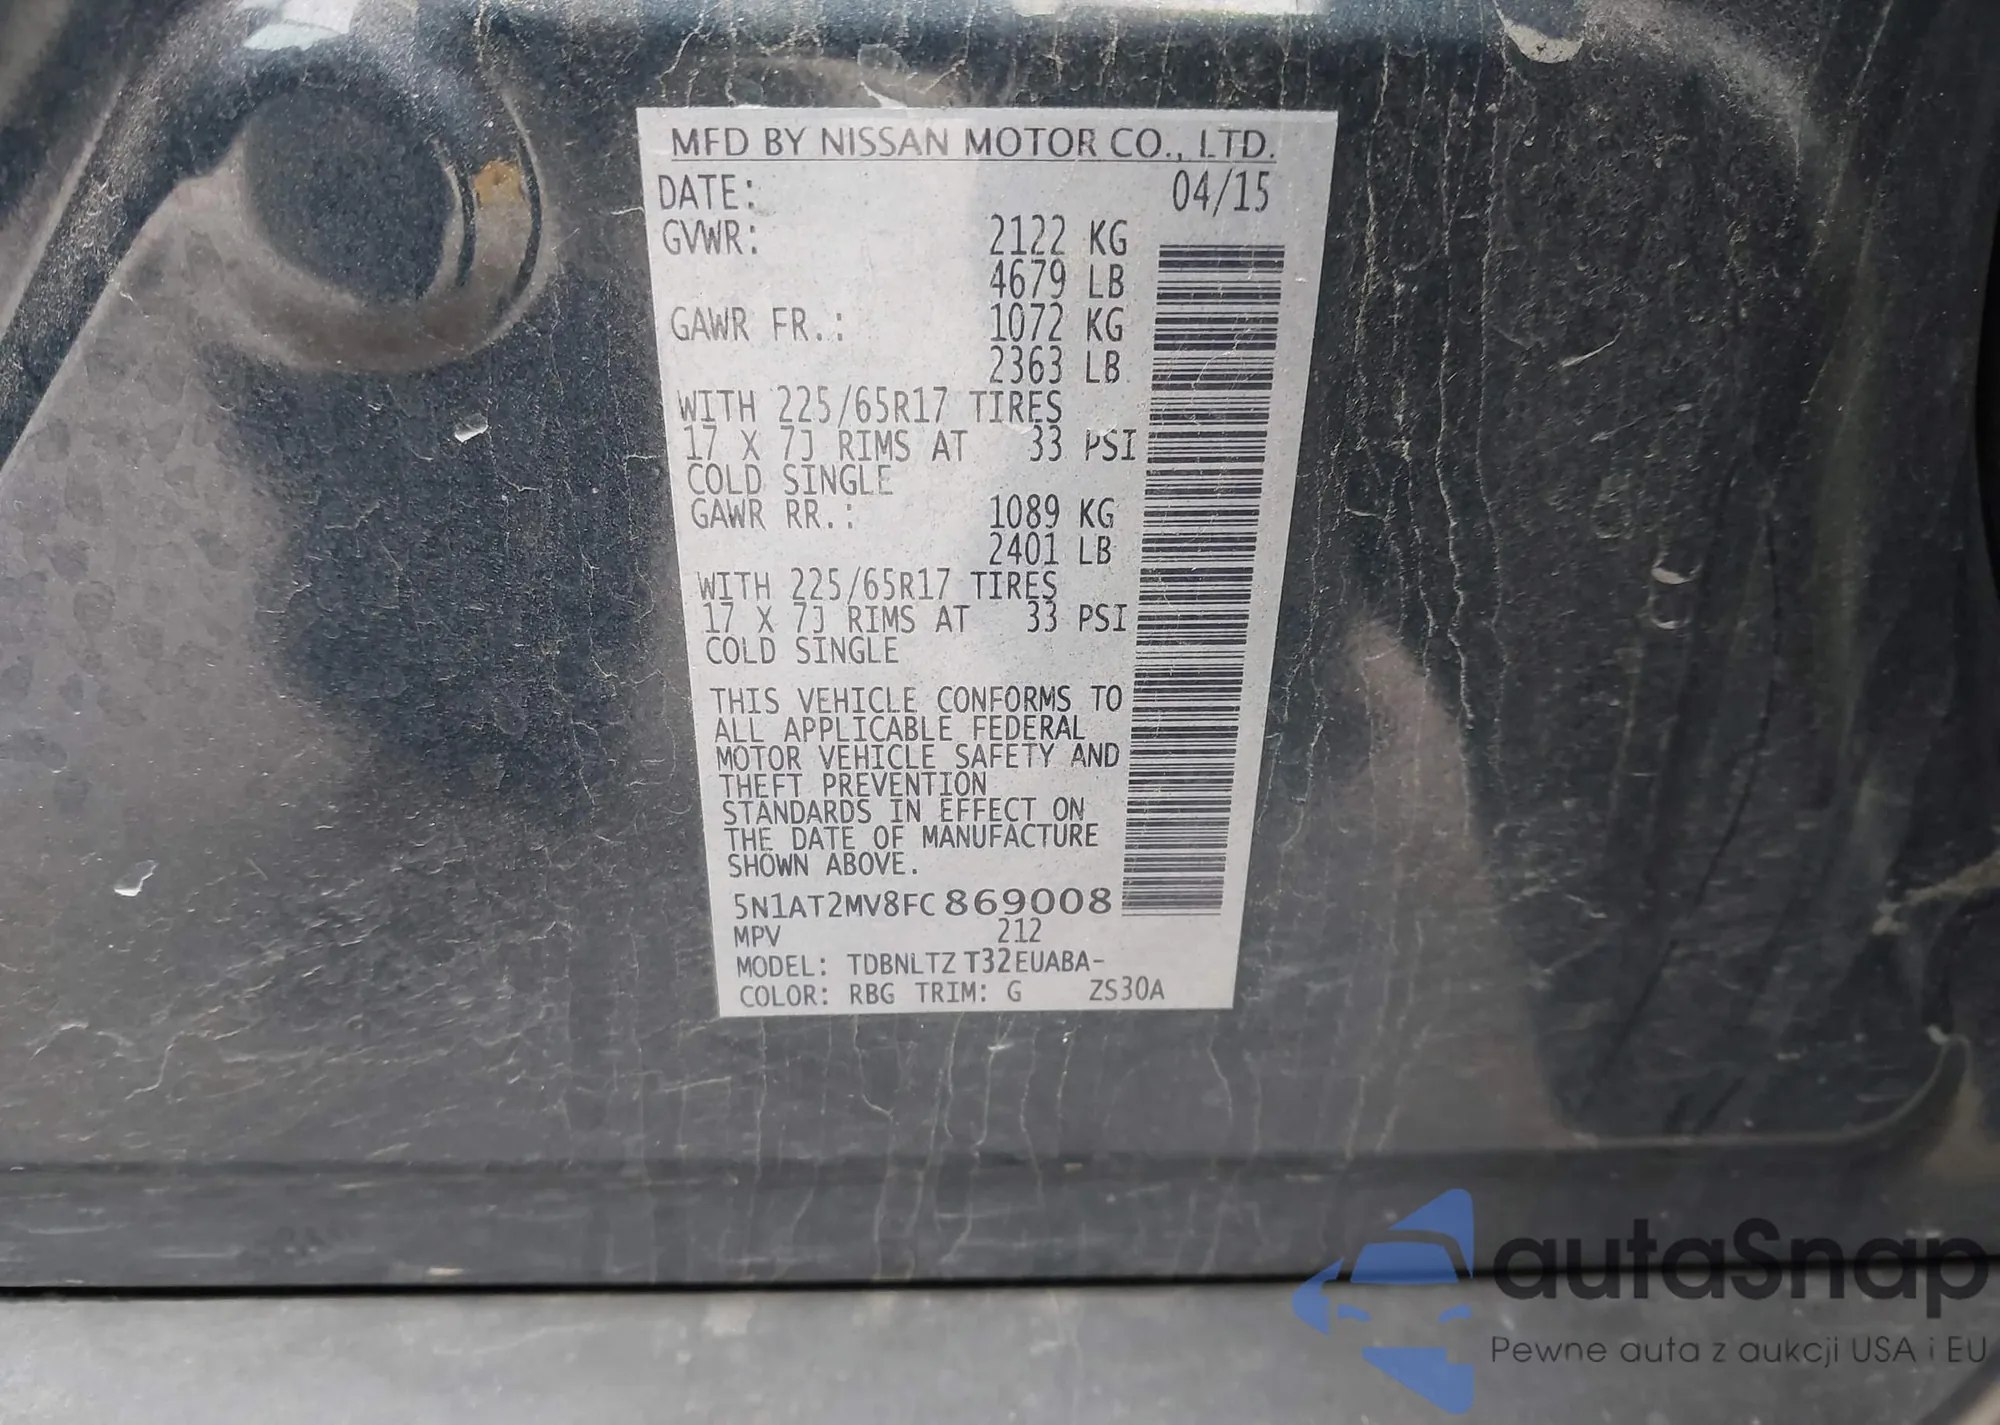 MFD BY NISSAN MOTOR CO., LTD.
DATE: 04/15
GVWR: 2122 KG
4679 LB
GAWR FR.: 1072 KG
2363 LB
WITH 225/65R17 TIRES
17 X 7J RIMS AT 33 PSI
COLD SINGLE
GAWR RR.: 1089 KG
2401 LB
WITH 225/65R17 TIRES
17 X 7J RIMS AT 33 PSI
COLD SINGLE
THIS VEHICLE CONFORMS TO
ALL APPLICABLE FEDERAL
MOTOR VEHICLE SAFETY AND
THEFT PREVENTION
STANDARDS IN EFFECT ON
THE DATE OF MANUFACTURE
SHOWN ABOVE.
5N1AT2MV8FC869008
MPV 212
MODEL: TDBNLTZ T32EUABA-
COLOR: RBG TRIM: G ZS30A
autaSnap
Pewne auta z aukcji USA i EU